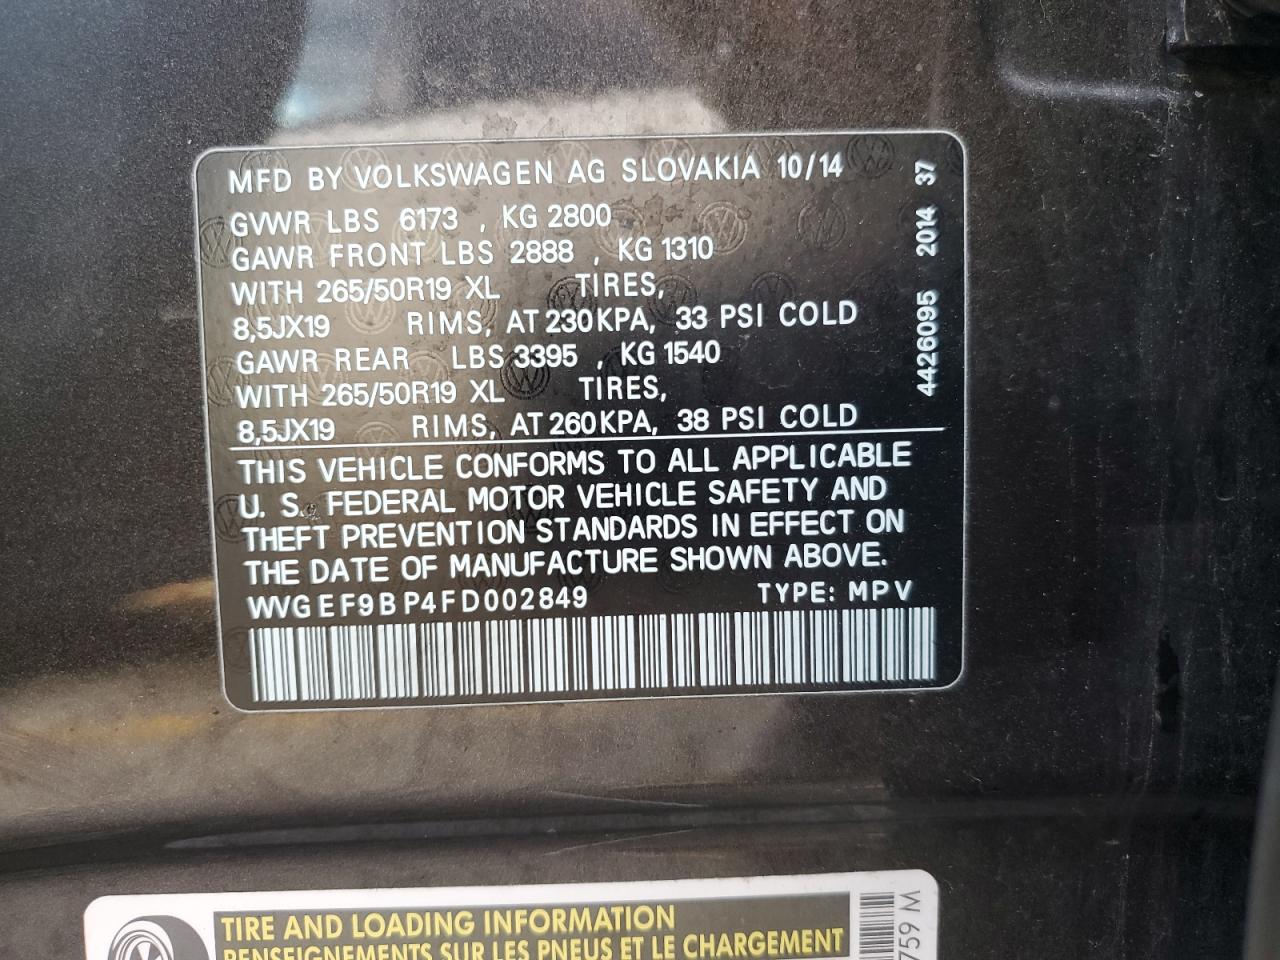 MFD BY VOLKSWAGEN AG SLOVAKIA 10/14
GVWR LBS 6173 , KG 2800
GAWR FRONT LBS 2888 , KG 1310
WITH 265/50R19 XL TIRES,
8,5JX19 RIMS, AT 230 KPA, 33 PSI COLD
GAWR REAR LBS 3395 , KG 1540
WITH 265/50R19 XL TIRES,
8,5JX19 RIMS, AT 260 KPA, 38 PSI COLD
THIS VEHICLE CONFORMS TO ALL APPLICABLE
U. S. FEDERAL MOTOR VEHICLE SAFETY AND
THEFT PREVENTION STANDARDS IN EFFECT ON
THE DATE OF MANUFACTURE SHOWN ABOVE.
WVGEF9BP4FD002849 TYPE: MPV
4426095 2014 37
TIRE AND LOADING INFORMATION
RENSEIGNEMENTS SUR LES PNEUS ET LE CHARGEMENT
759 M